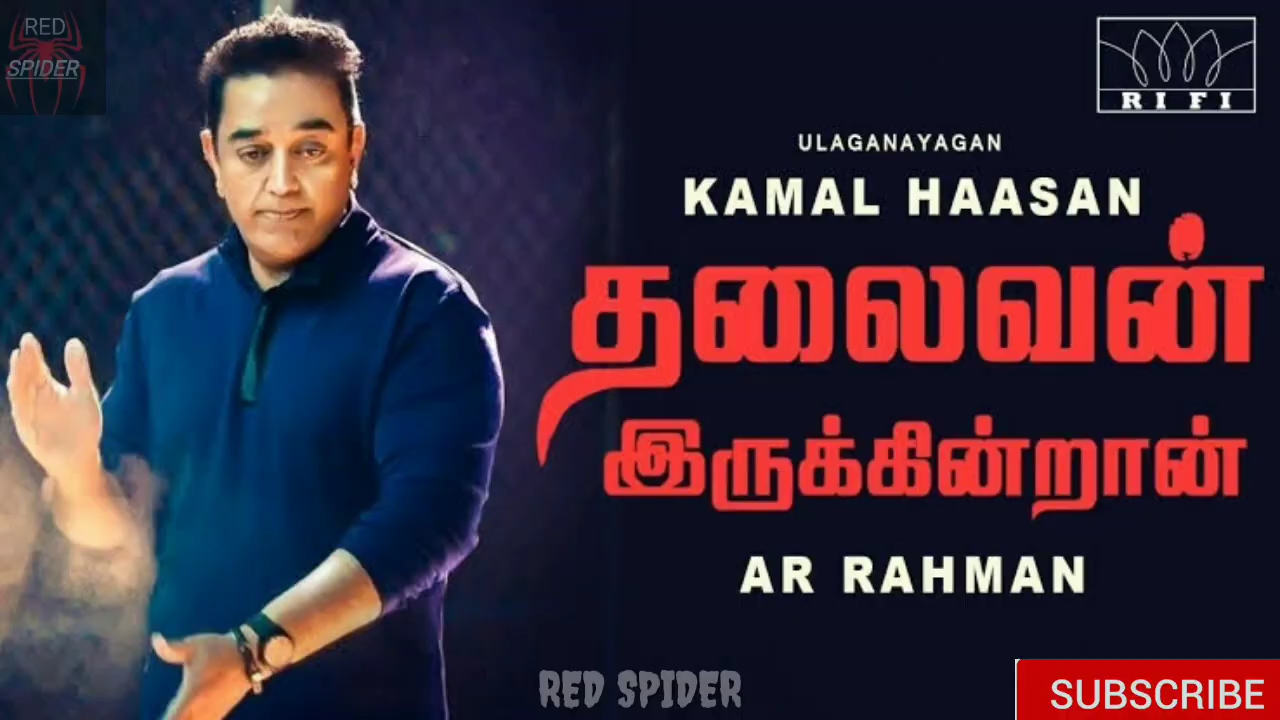 RED
SPIDER
RIFI
ULAGANAYAGAN
KAMAL HAASAN
தலைவன்
இருக்கின்றான்
AR RAHMAN
RED SPIDER
SUBSCRIBE